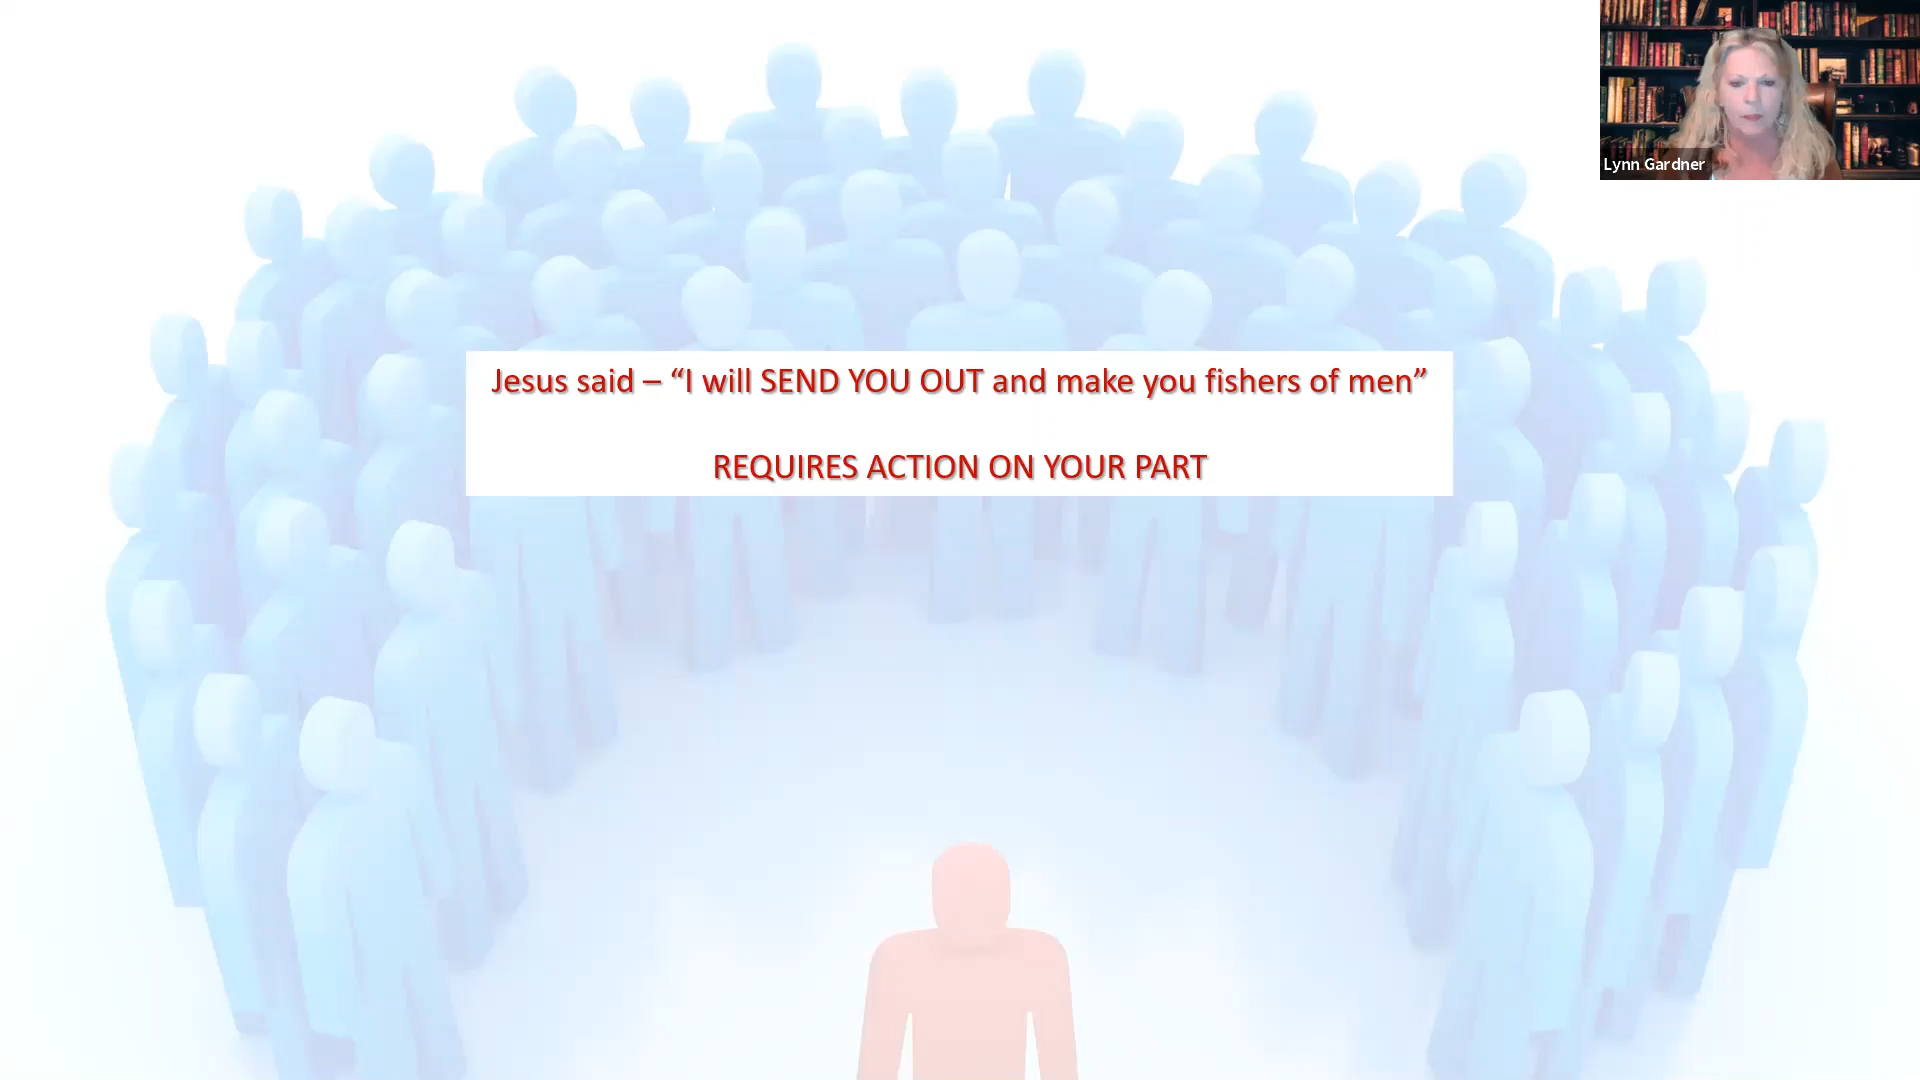 Lynn Gardner
Jesus said – “I will SEND YOU OUT and make you fishers of men”
REQUIRES ACTION ON YOUR PART